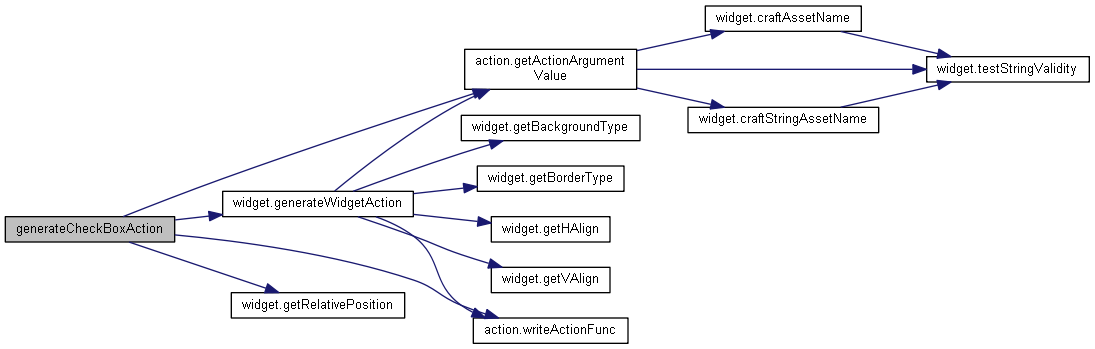 generateCheckBoxAction
widget.generateWidgetAction
widget.getRelativePosition
action.getActionArgument
Value
widget.getBackgroundType
widget.getBorderType
widget.getHAlign
widget.getVAlign
action.writeActionFunc
widget.craftAssetName
widget.craftStringAssetName
widget.testStringValidity